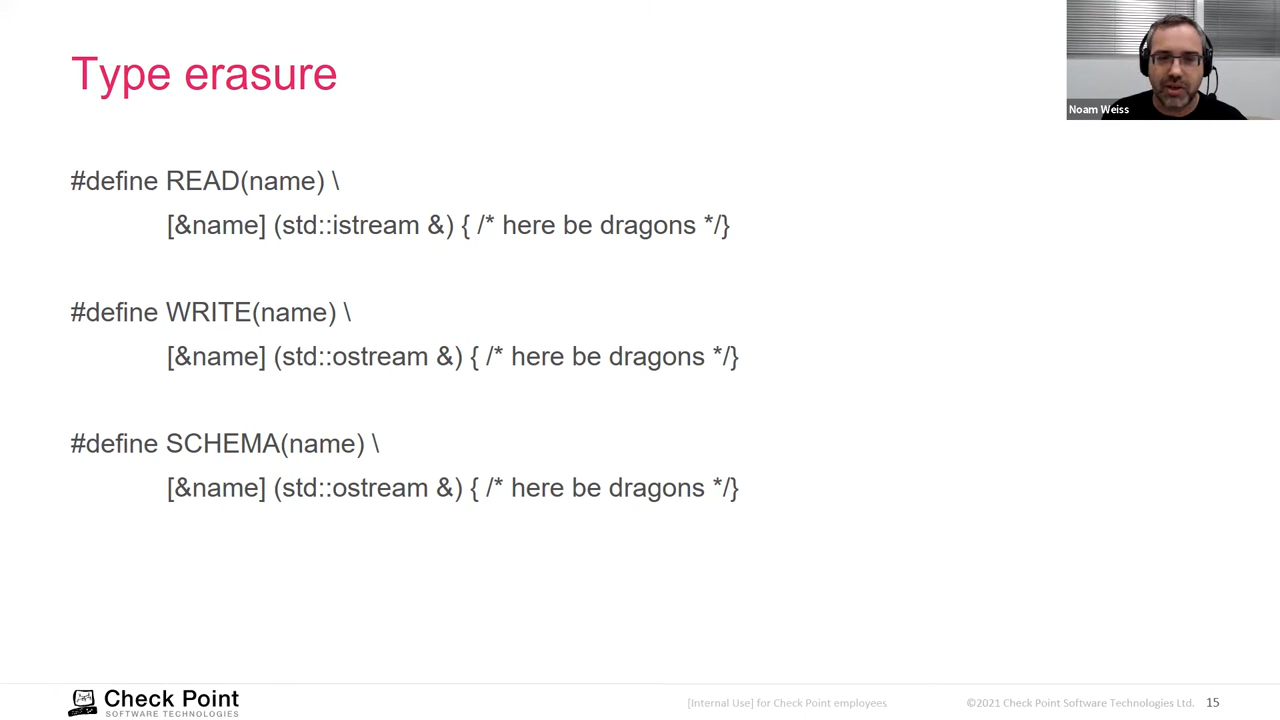 Type erasure
Noam Weiss
#define READ(name) \
[&name] (std::istream &) { /* here be dragons */}
#define WRITE(name) \
[&name] (std::ostream &) { /* here be dragons */}
#define SCHEMA(name) \
[&name] (std::ostream &) { /* here be dragons */}
Check Point
SOFTWARE TECHNOLOGIES
[Internal Use] for Check Point employees
©2021 Check Point Software Technologies Ltd.
15